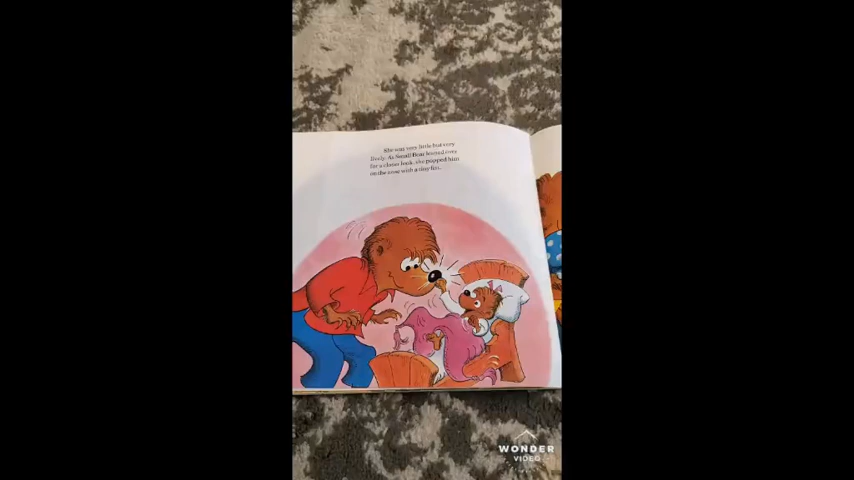 She was very little but very
lively. As Small Bear leaned over
for a closer look, she popped him
on the nose with a tiny fist.
WONDER
VIDEO